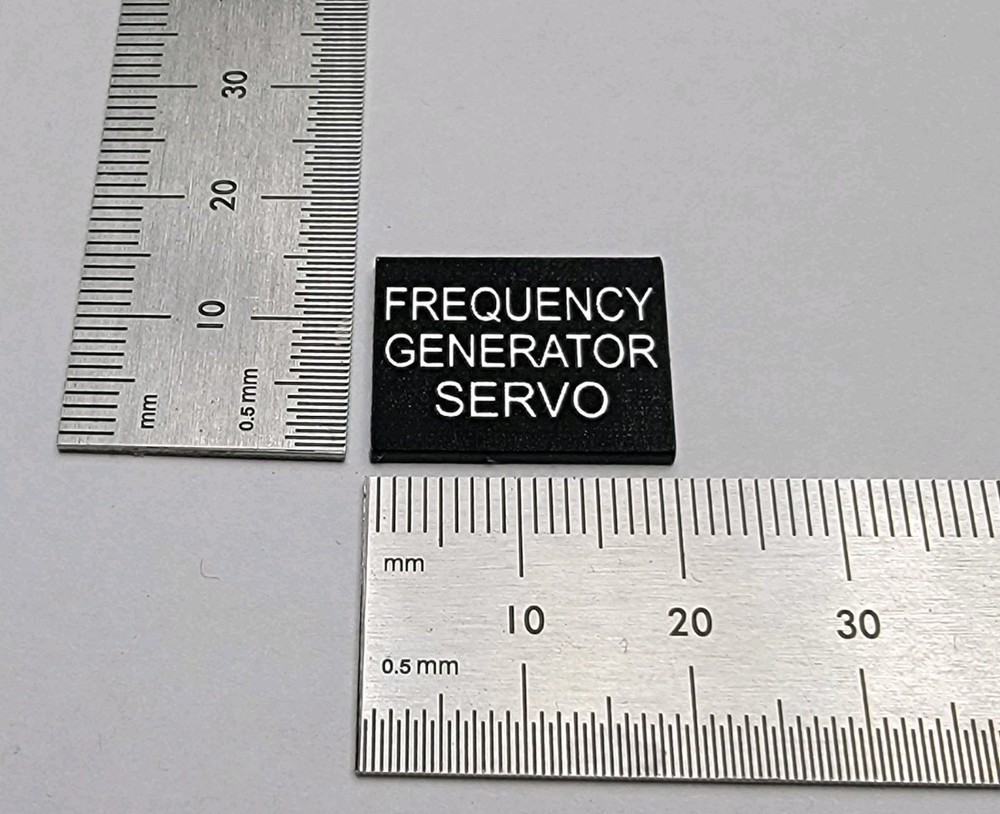 30
20
10
mm
0.5 mm
FREQUENCY
GENERATOR
SERVO
mm
10 20 30
0.5 mm